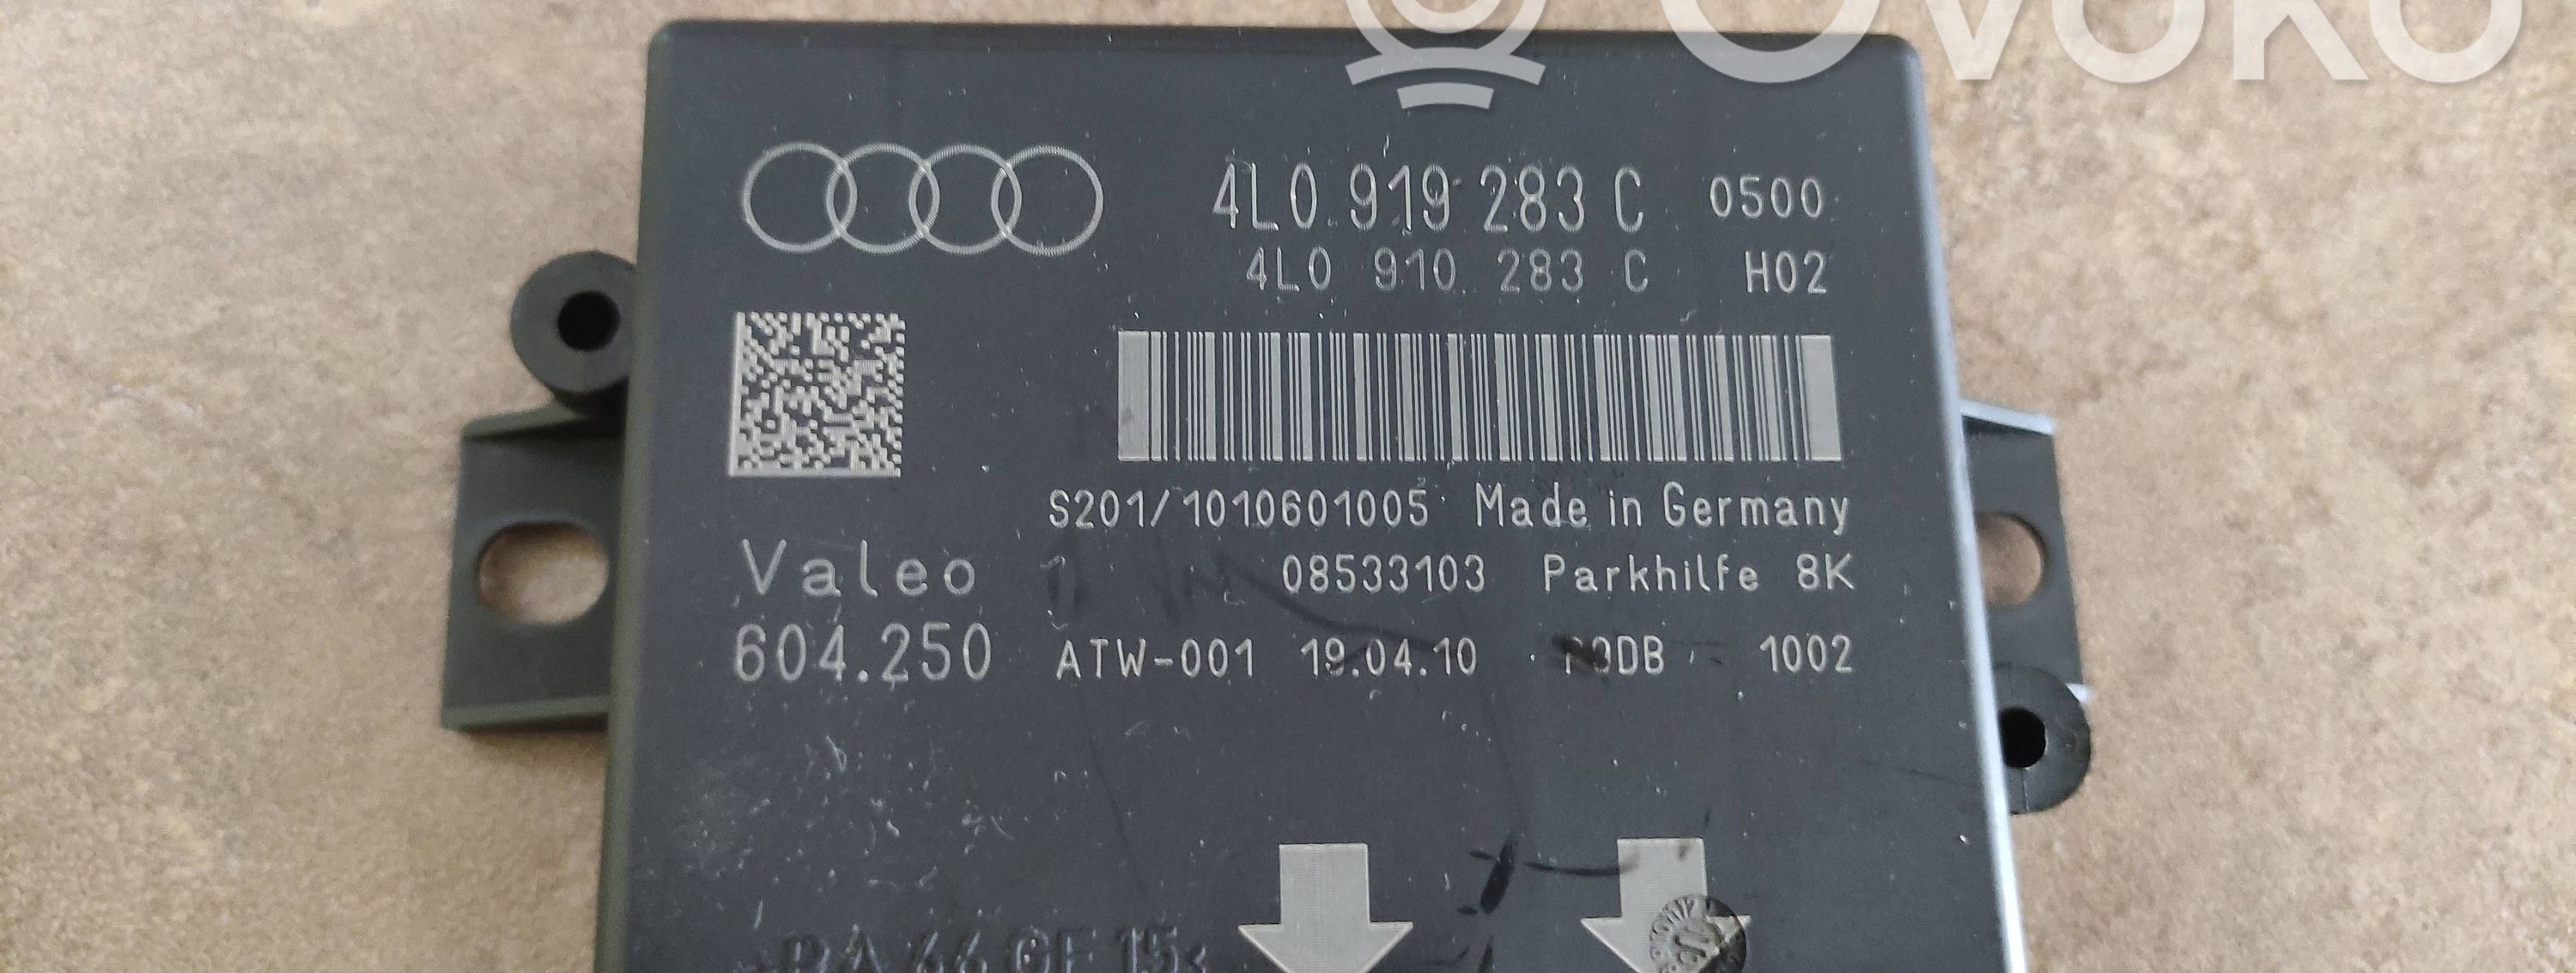 OVOKO
4L0 919 283 C 0500
4L0 910 283 C H02
S201/1010601005 Made in Germany
Valeo 08533103 Parkhilfe 8K
604.250 ATW-001 19.04.10 1002